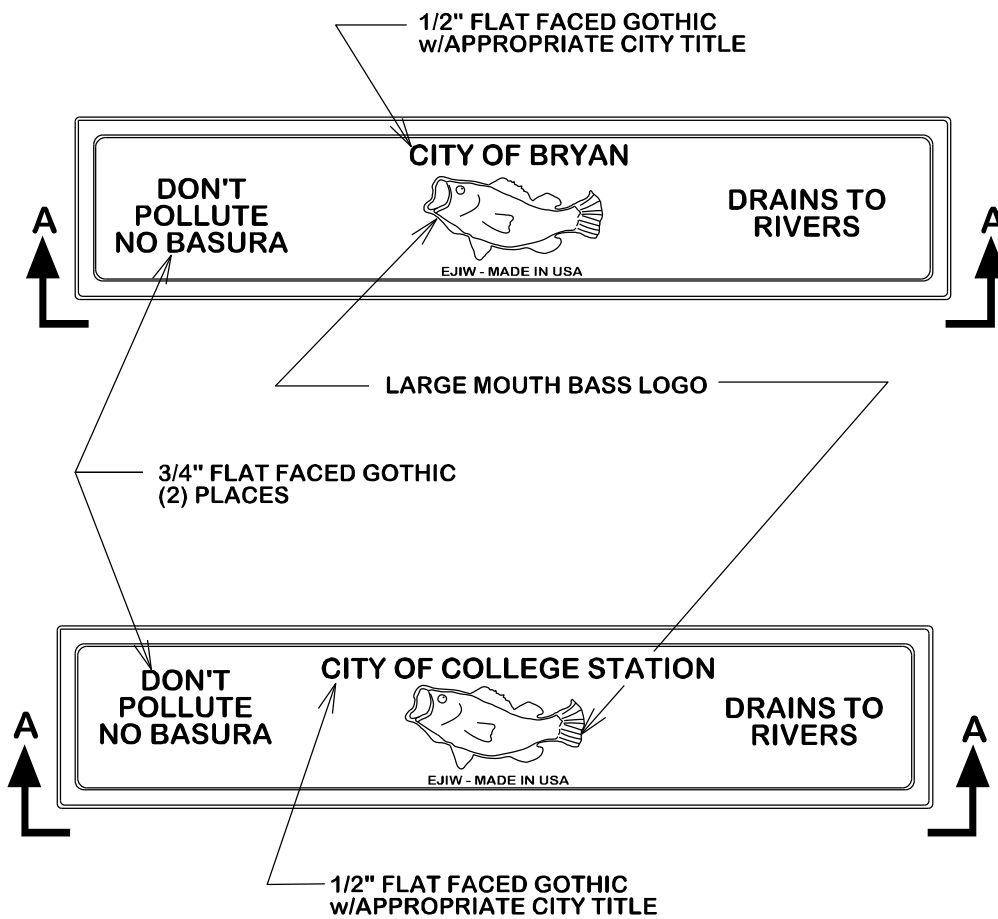 1/2" FLAT FACED GOTHIC
w/APPROPRIATE CITY TITLE
CITY OF BRYAN
DON'T
POLLUTE
NO BASURA
DRAINS TO
RIVERS
A
A
EJIW - MADE IN USA
LARGE MOUTH BASS LOGO
3/4" FLAT FACED GOTHIC
(2) PLACES
CITY OF COLLEGE STATION
DON'T
POLLUTE
NO BASURA
DRAINS TO
RIVERS
A
A
EJIW - MADE IN USA
1/2" FLAT FACED GOTHIC
w/APPROPRIATE CITY TITLE